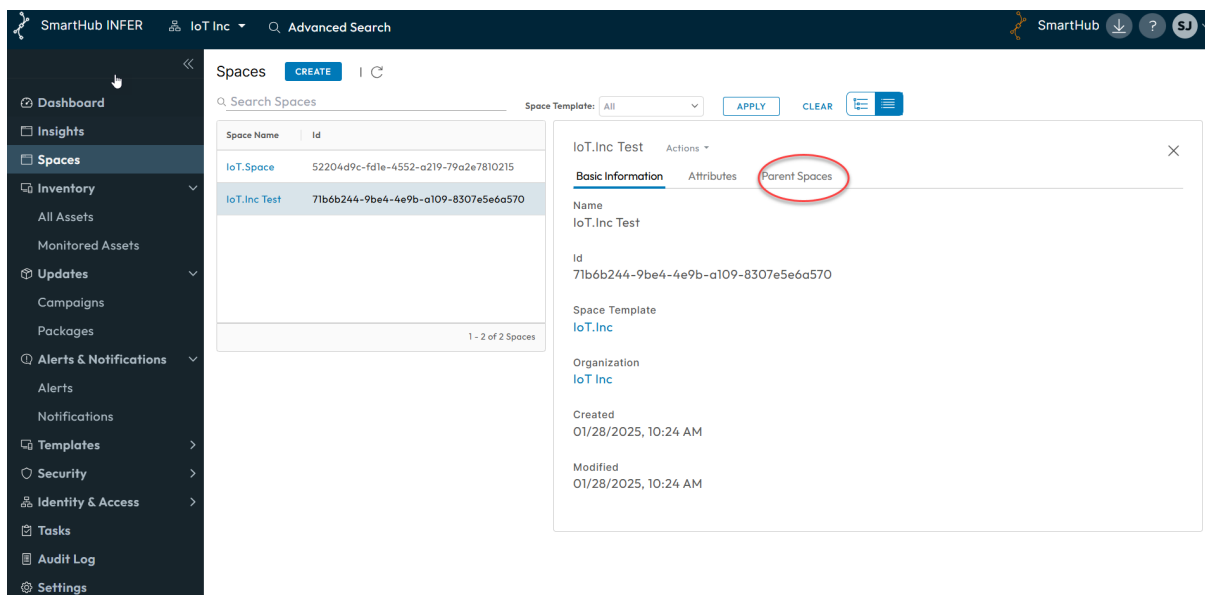 SmartHub INFER
IoT Inc
Advanced Search
SmartHub
?
SJ
Dashboard
Insights
Spaces
Inventory
All Assets
Monitored Assets
Updates
Campaigns
Packages
Alerts & Notifications
Alerts
Notifications
Templates
Security
Identity & Access
Tasks
Audit Log
Settings
Spaces
CREATE
Search Spaces
Space Template: All
APPLY
CLEAR
Space Name Id
IoT.Space 52204d9c-fd1e-4552-a219-79a2e7810215
IoT.Inc Test 71b6b244-9be4-4e9b-a109-8307e5e6a570
1 - 2 of 2 Spaces
IoT.Inc Test Actions
Basic Information Attributes Parent Spaces
Name
IoT.Inc Test
Id
71b6b244-9be4-4e9b-a109-8307e5e6a570
Space Template
IoT.Inc
Organization
IoT Inc
Created
01/28/2025, 10:24 AM
Modified
01/28/2025, 10:24 AM